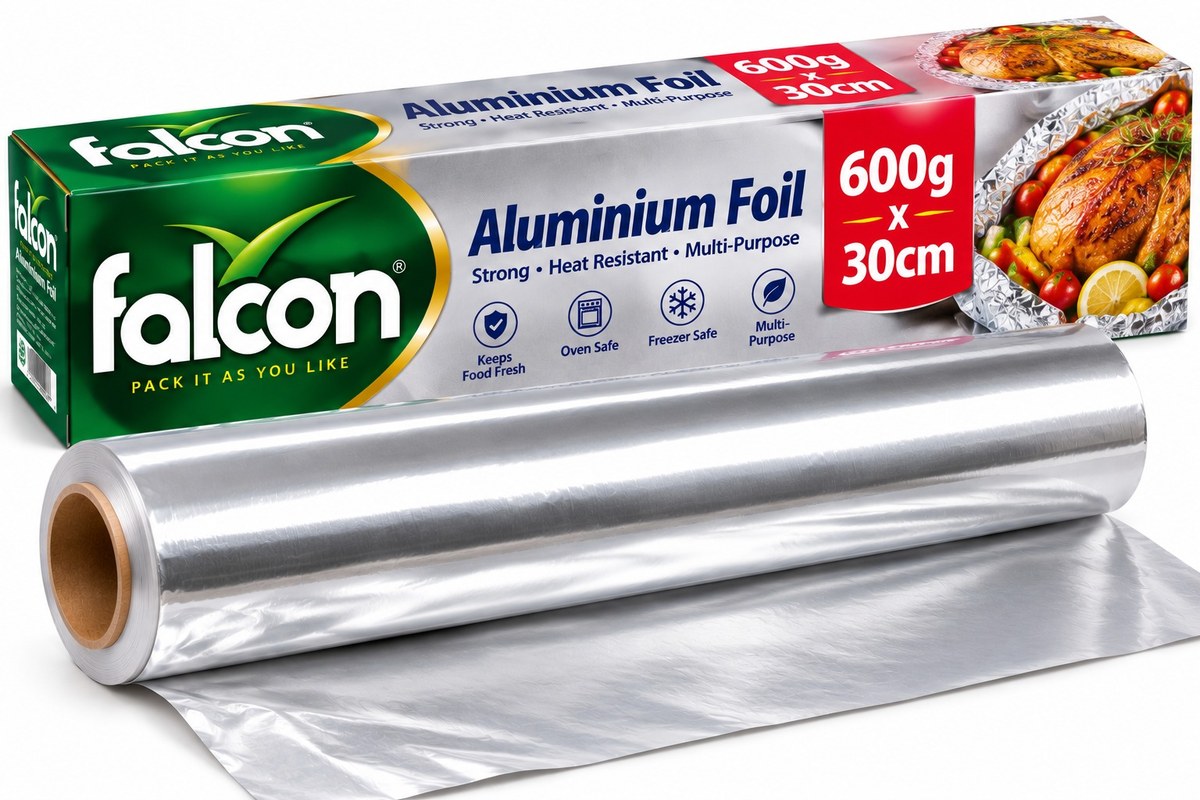 falcon
PACK IT AS YOU LIKE
Aluminium Foil
Strong • Heat Resistant • Multi-Purpose
600g
x
30cm
falcon
Aluminium Foil
falcon®
PACK IT AS YOU LIKE
Aluminium Foil
Strong • Heat Resistant • Multi-Purpose
Keeps
Food Fresh
Oven Safe
Freezer Safe
Multi-
Purpose
600g
x
30cm